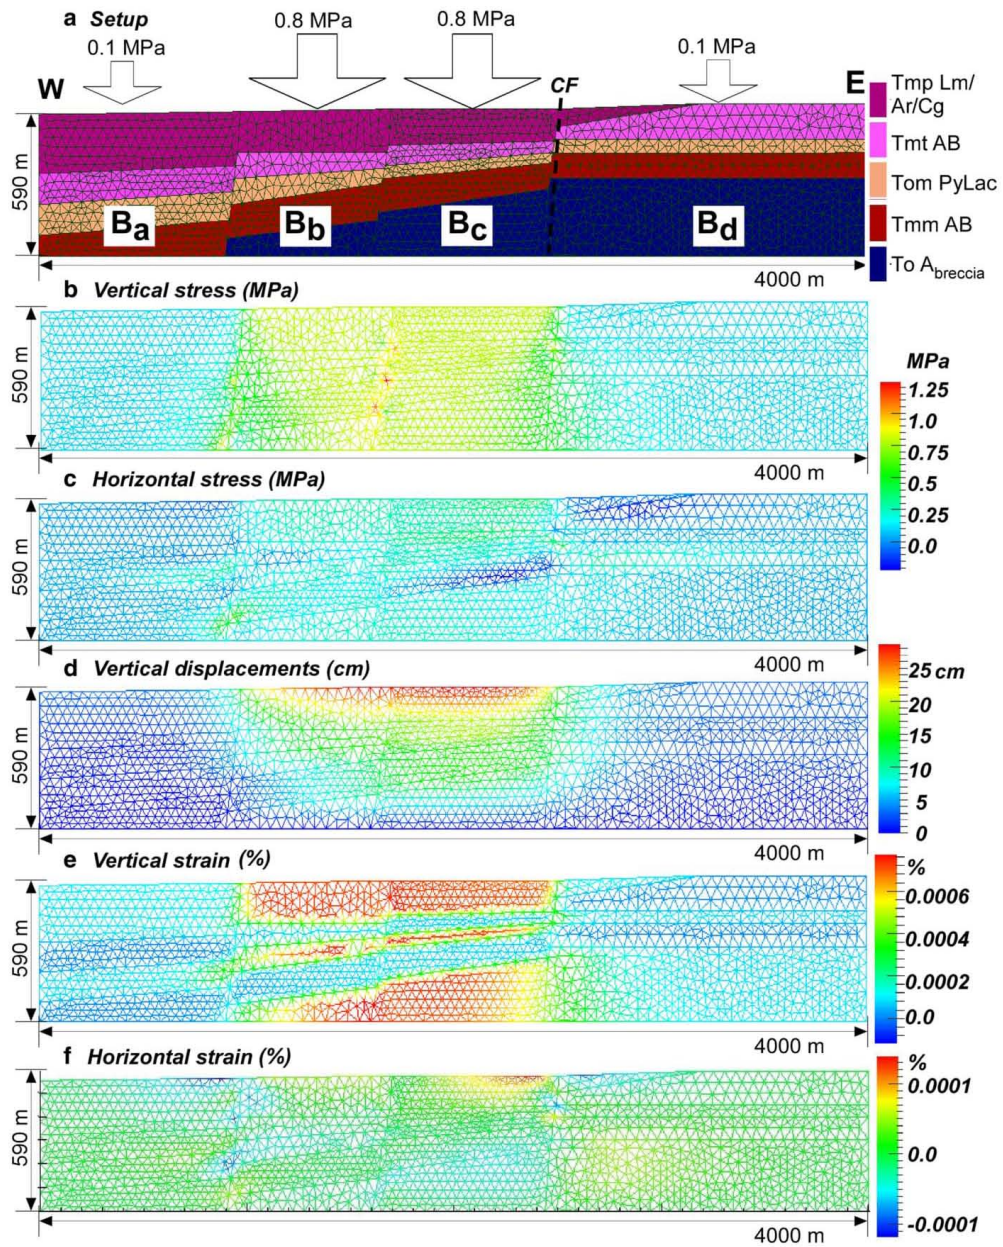 a Setup
0.1 MPa
0.8 MPa
0.8 MPa
0.1 MPa
W
CF
E
590 m
Ba
Bb
Bc
Bd
4000 m
Tmp Lm/
Ar/Cg
Tmt AB
Tom PyLac
Tmm AB
To Abreccia
b Vertical stress (MPa)
590 m
4000 m
MPa
1.25
1.0
0.75
0.5
0.25
0.0
c Horizontal stress (MPa)
590 m
4000 m
d Vertical displacements (cm)
590 m
4000 m
25 cm
20
15
10
5
0
e Vertical strain (%)
590 m
4000 m
%
0.0006
0.0004
0.0002
0.0
f Horizontal strain (%)
590 m
4000 m
%
0.0001
0.0
-0.0001